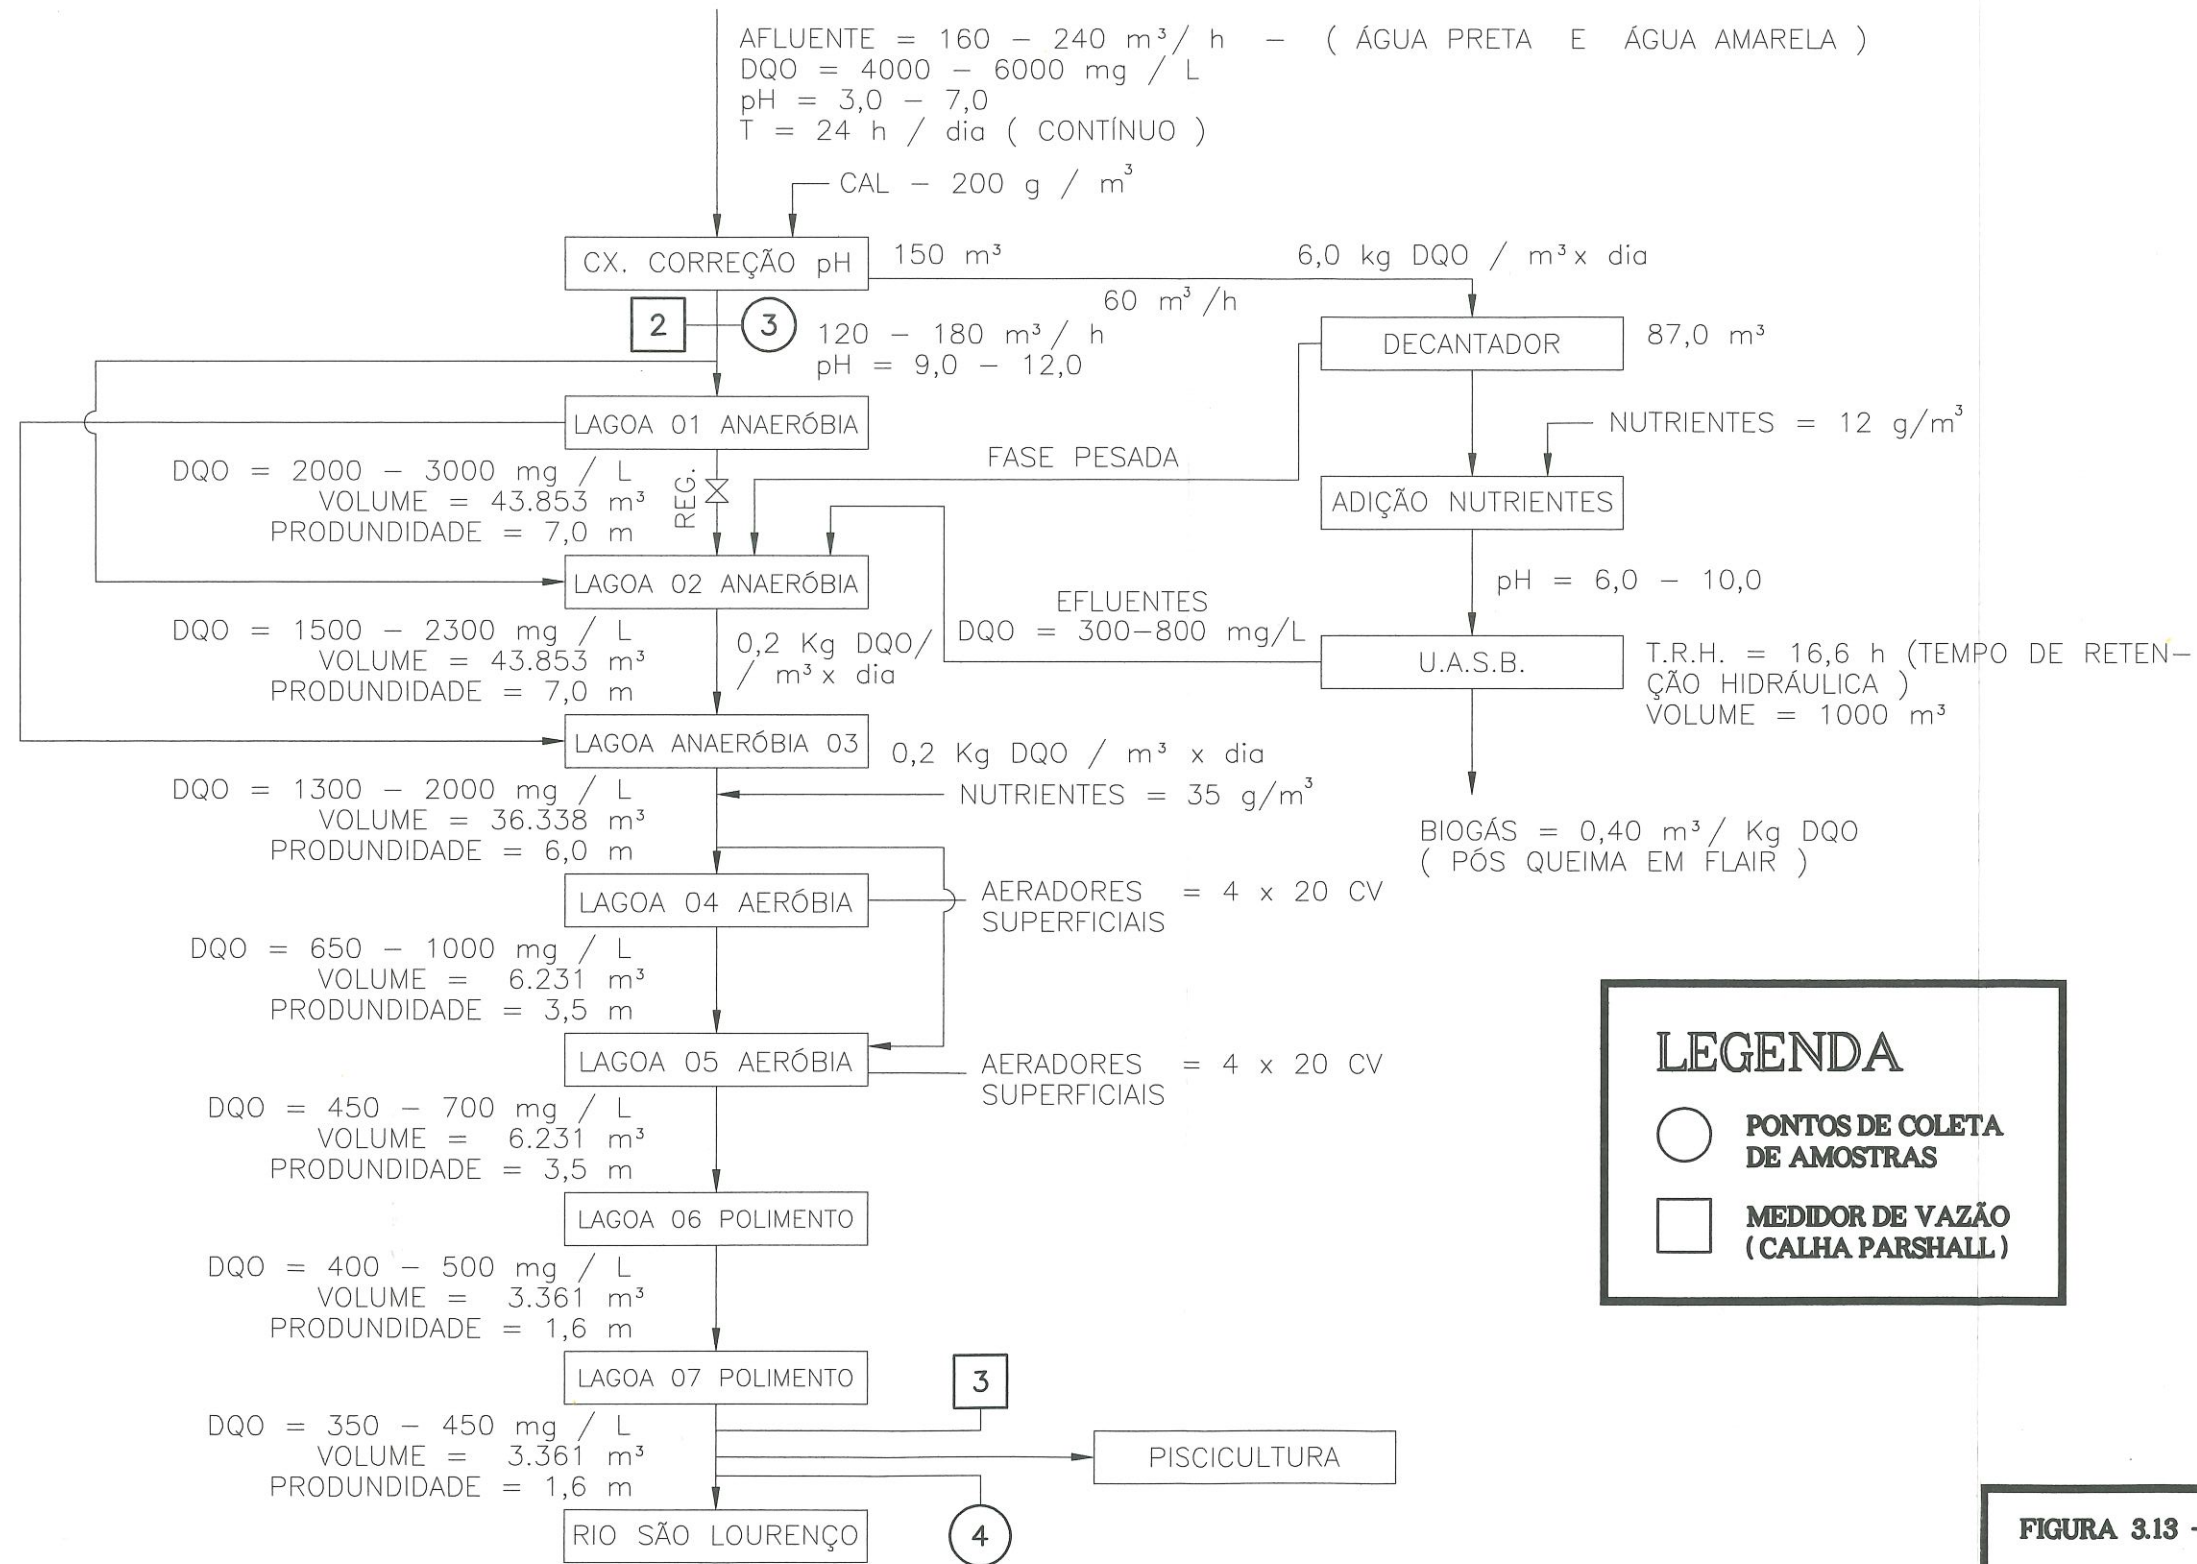 AFLUENTE = 160 – 240 m³/ h – ( ÁGUA PRETA E ÁGUA AMARELA )
DQO = 4000 – 6000 mg / L
pH = 3,0 – 7,0
T = 24 h / dia ( CONTÍNUO )
CAL – 200 g / m³
CX. CORREÇÃO pH
150 m³
6,0 kg DQO / m³x dia
60 m³/h
2
3
120 – 180 m³/ h
pH = 9,0 – 12,0
DECANTADOR
87,0 m³
LAGOA 01 ANAERÓBIA
NUTRIENTES = 12 g/m³
FASE PESADA
DQO = 2000 – 3000 mg / L
VOLUME = 43.853 m³
PRODUNDIDADE = 7,0 m
REG.
ADIÇÃO NUTRIENTES
LAGOA 02 ANAERÓBIA
pH = 6,0 – 10,0
EFLUENTES
DQO = 300–800 mg/L
DQO = 1500 – 2300 mg / L
VOLUME = 43.853 m³
PRODUNDIDADE = 7,0 m
0,2 Kg DQO/
/ m³x dia
U.A.S.B.
T.R.H. = 16,6 h (TEMPO DE RETEN–
ÇÃO HIDRÁULICA )
VOLUME = 1000 m³
LAGOA ANAERÓBIA 03
0,2 Kg DQO / m³ x dia
NUTRIENTES = 35 g/m³
DQO = 1300 – 2000 mg / L
VOLUME = 36.338 m³
PRODUNDIDADE = 6,0 m
BIOGÁS = 0,40 m³/ Kg DQO
( PÓS QUEIMA EM FLAIR )
LAGOA 04 AERÓBIA
AERADORES = 4 x 20 CV
SUPERFICIAIS
DQO = 650 – 1000 mg / L
VOLUME = 6.231 m³
PRODUNDIDADE = 3,5 m
LAGOA 05 AERÓBIA
AERADORES = 4 x 20 CV
SUPERFICIAIS
DQO = 450 – 700 mg / L
VOLUME = 6.231 m³
PRODUNDIDADE = 3,5 m
LAGOA 06 POLIMENTO
DQO = 400 – 500 mg / L
VOLUME = 3.361 m³
PRODUNDIDADE = 1,6 m
LAGOA 07 POLIMENTO
3
DQO = 350 – 450 mg / L
VOLUME = 3.361 m³
PRODUNDIDADE = 1,6 m
PISCICULTURA
RIO SÃO LOURENÇO
4
LEGENDA
PONTOS DE COLETA
DE AMOSTRAS
MEDIDOR DE VAZÃO
( CALHA PARSHALL )
FIGURA 3.13 -